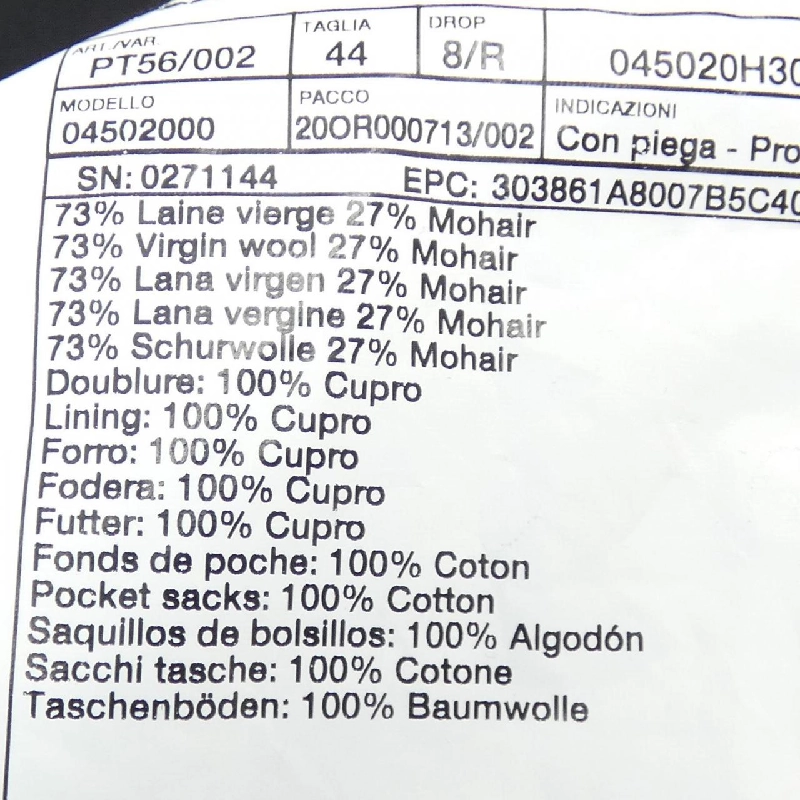 ART./VAR. TAGLIA DROP
PT56/002 44 8/R 045020H30
MODELLO PACCO INDICAZIONI
04502000 20OR000713/002 Con piega - Pro
SN: 0271144 EPC: 303861A8007B5C40
73% Laine vierge 27% Mohair
73% Virgin wool 27% Mohair
73% Lana virgen 27% Mohair
73% Lana vergine 27% Mohair
73% Schurwolle 27% Mohair
Doublure: 100% Cupro
Lining: 100% Cupro
Forro: 100% Cupro
Fodera: 100% Cupro
Futter: 100% Cupro
Fonds de poche: 100% Coton
Pocket sacks: 100% Cotton
Saquillos de bolsillos: 100% Algodón
Sacchi tasche: 100% Cotone
Taschenböden: 100% Baumwolle